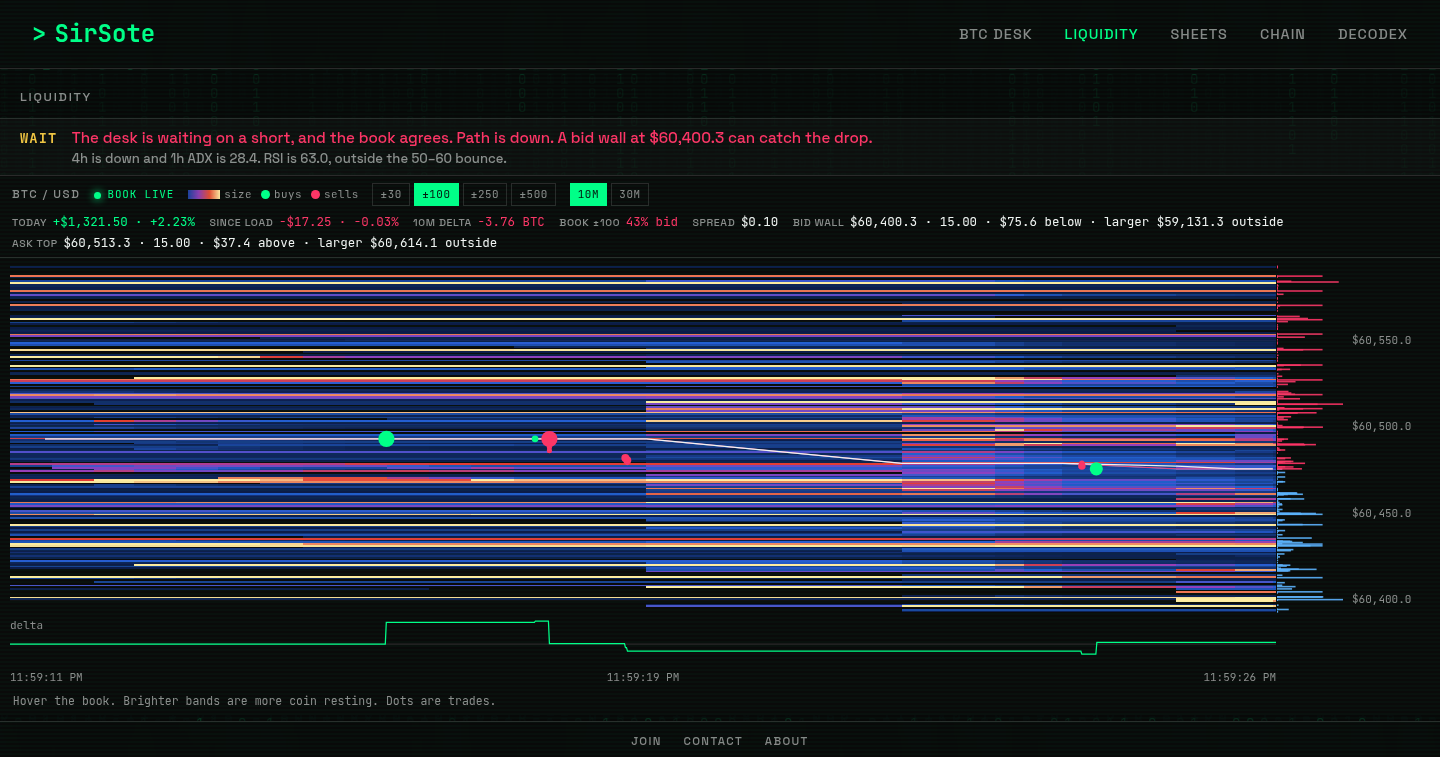 > SirSote
BTC DESK LIQUIDITY SHEETS CHAIN DECODEX
LIQUIDITY
WAIT The desk is waiting on a short, and the book agrees. Path is down. A bid wall at $60,400.3 can catch the drop.
4h is down and 1h ADX is 28.4. RSI is 63.0, outside the 50–60 bounce.
BTC / USD BOOK LIVE size buys sells ±30 ±100 ±250 ±500 10M 30M
TODAY +$1,321.50 · +2.23% SINCE LOAD -$17.25 · -0.03% 10M DELTA -3.76 BTC BOOK ±100 43% bid SPREAD $0.10 BID WALL $60,400.3 · 15.00 · $75.6 below · larger $59,131.3 outside
ASK TOP $60,513.3 · 15.00 · $37.4 above · larger $60,614.1 outside
$60,550.0
$60,500.0
$60,450.0
$60,400.0
delta
11:59:11 PM 11:59:19 PM 11:59:26 PM
Hover the book. Brighter bands are more coin resting. Dots are trades.
JOIN CONTACT ABOUT